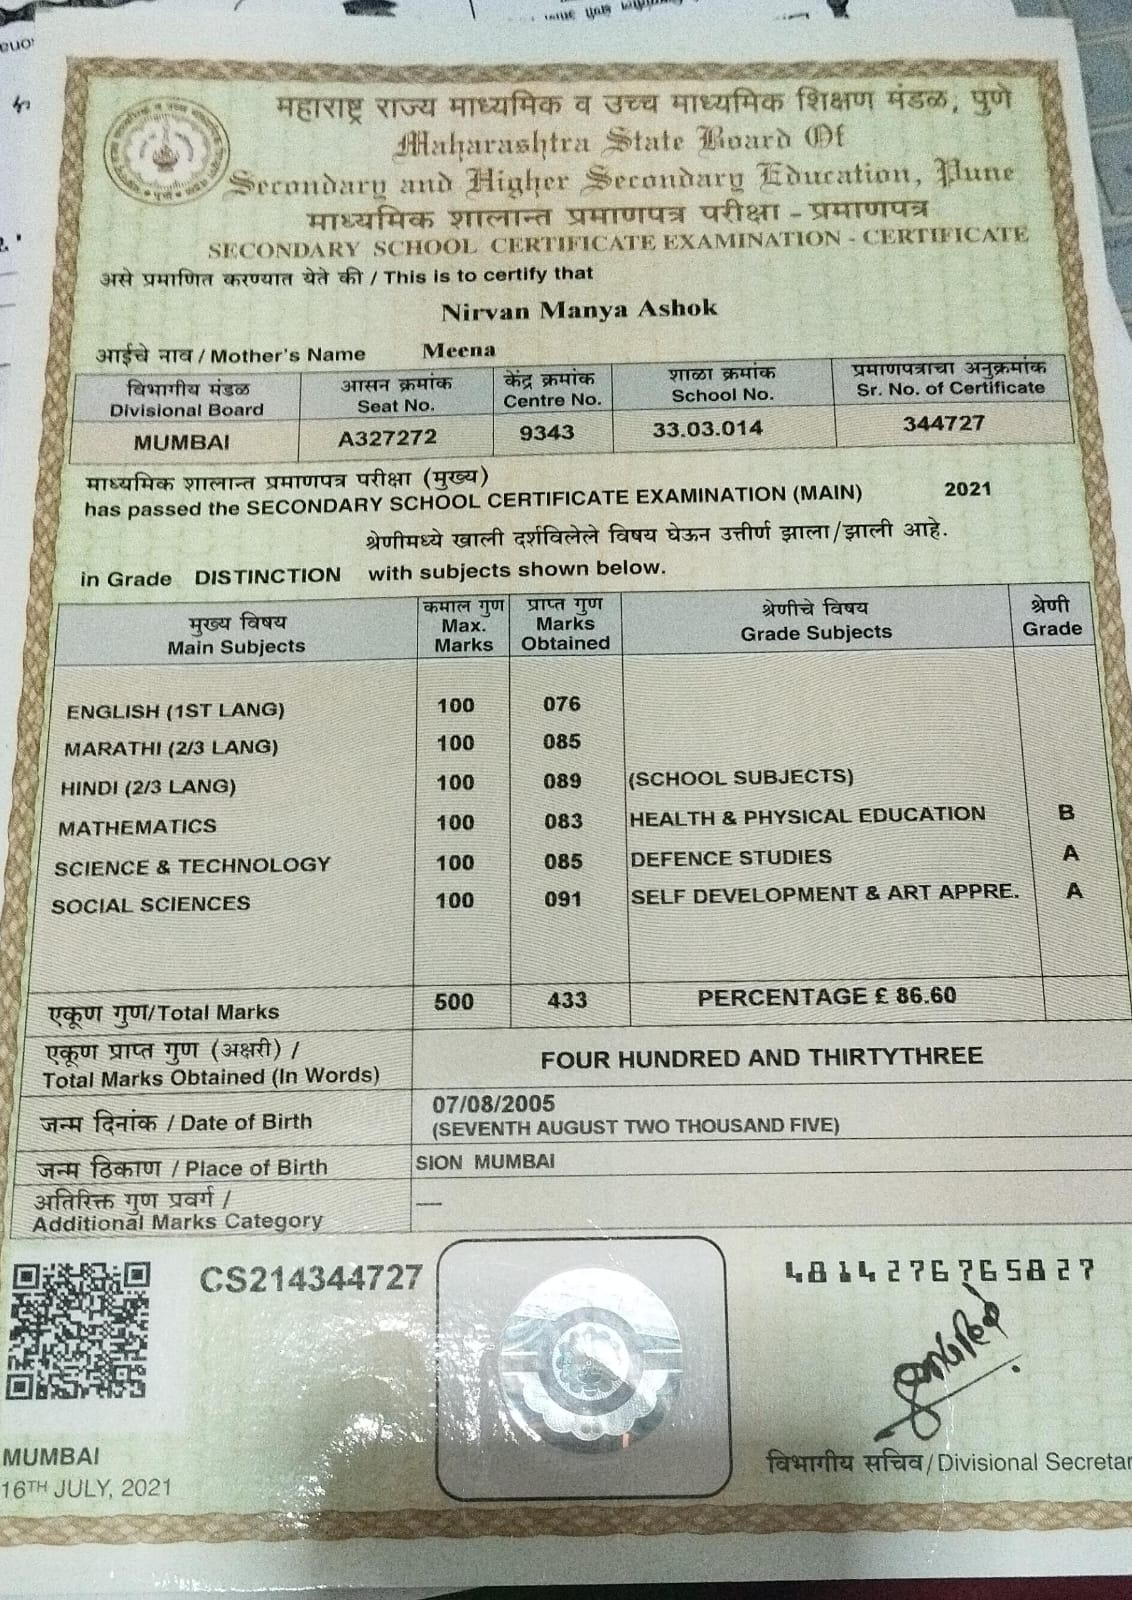 महाराष्ट्र राज्य माध्यमिक व उच्च माध्यमिक शिक्षण मंडळ, पुणे
Maharashtra State Board Of
Secondary and Higher Secondary Education, Pune
माध्यमिक शालान्त प्रमाणपत्र परीक्षा - प्रमाणपत्र
SECONDARY SCHOOL CERTIFICATE EXAMINATION - CERTIFICATE
असे प्रमाणित करण्यात येते की / This is to certify that
Nirvan Manya Ashok
आईचे नाव / Mother's Name Meena
विभागीय मंडळ आसन क्रमांक केंद्र क्रमांक शाळा क्रमांक प्रमाणपत्राचा अनुक्रमांक
Divisional Board Seat No. Centre No. School No. Sr. No. of Certificate
MUMBAI A327272 9343 33.03.014 344727
माध्यमिक शालान्त प्रमाणपत्र परीक्षा (मुख्य)
has passed the SECONDARY SCHOOL CERTIFICATE EXAMINATION (MAIN) 2021
श्रेणीमध्ये खाली दर्शविलेले विषय घेऊन उत्तीर्ण झाला/झाली आहे.
in Grade DISTINCTION with subjects shown below.
मुख्य विषय कमाल गुण प्राप्त गुण श्रेणीचे विषय श्रेणी
Main Subjects Max. Marks Marks Obtained Grade Subjects Grade
ENGLISH (1ST LANG) 100 076
MARATHI (2/3 LANG) 100 085
HINDI (2/3 LANG) 100 089 (SCHOOL SUBJECTS)
MATHEMATICS 100 083 HEALTH & PHYSICAL EDUCATION B
SCIENCE & TECHNOLOGY 100 085 DEFENCE STUDIES A
SOCIAL SCIENCES 100 091 SELF DEVELOPMENT & ART APPRE. A
एकूण गुण/Total Marks 500 433 PERCENTAGE £ 86.60
एकूण प्राप्त गुण (अक्षरी) /
Total Marks Obtained (In Words) FOUR HUNDRED AND THIRTYTHREE
जन्म दिनांक / Date of Birth 07/08/2005
(SEVENTH AUGUST TWO THOUSAND FIVE)
जन्म ठिकाण / Place of Birth SION MUMBAI
अतिरिक्त गुण प्रवर्ग /
Additional Marks Category —
CS214344727 4814276765827
MUMBAI
16TH JULY, 2021
विभागीय सचिव/Divisional Secretar